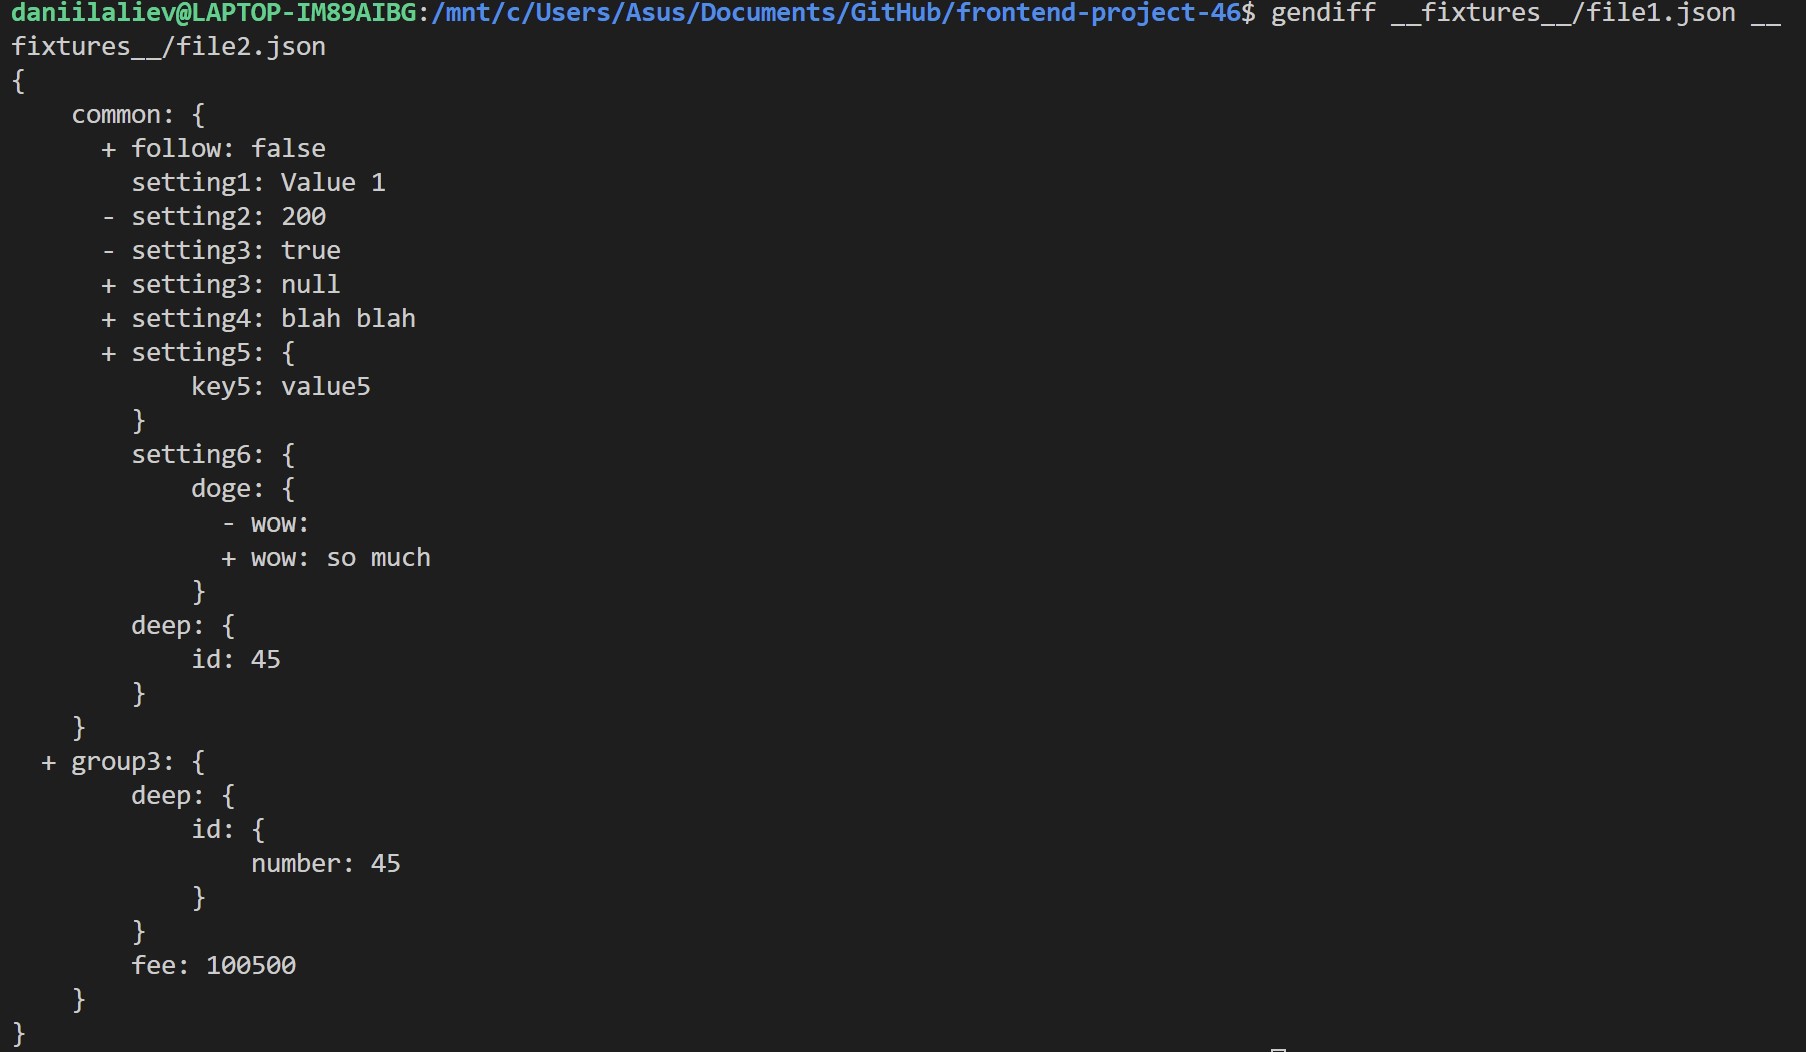 daniilaliev@LAPTOP-IM89AIBG:/mnt/c/Users/Asus/Documents/GitHub/frontend-project-46$ gendiff __fixtures__/file1.json __
fixtures__/file2.json
{
    common: {
      + follow: false
        setting1: Value 1
      - setting2: 200
      - setting3: true
      + setting3: null
      + setting4: blah blah
      + setting5: {
            key5: value5
        }
        setting6: {
            doge: {
              - wow:
              + wow: so much
            }
        deep: {
            id: 45
        }
    }
  + group3: {
        deep: {
            id: {
                number: 45
            }
        }
        fee: 100500
    }
}